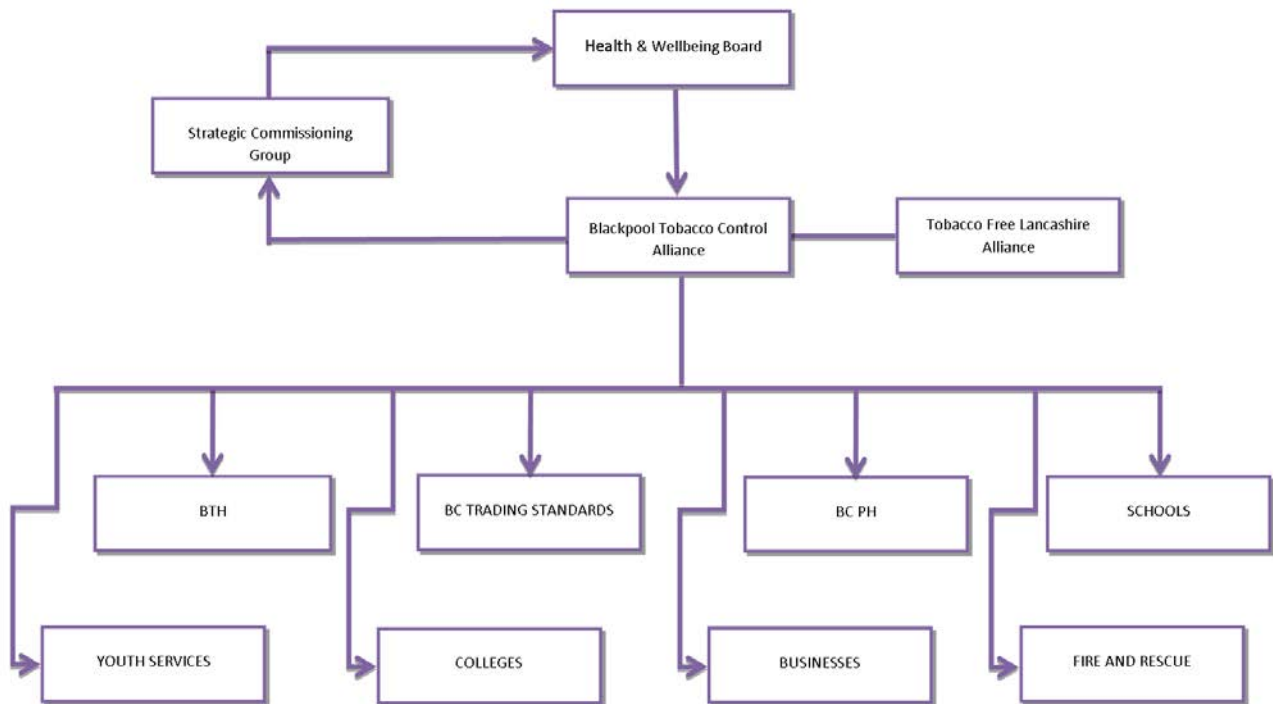 Health & Wellbeing Board
Strategic Commissioning
Group
Blackpool Tobacco Control
Alliance
Tobacco Free Lancashire
Alliance
BTH
BC TRADING STANDARDS
BC PH
SCHOOLS
YOUTH SERVICES
COLLEGES
BUSINESSES
FIRE AND RESCUE